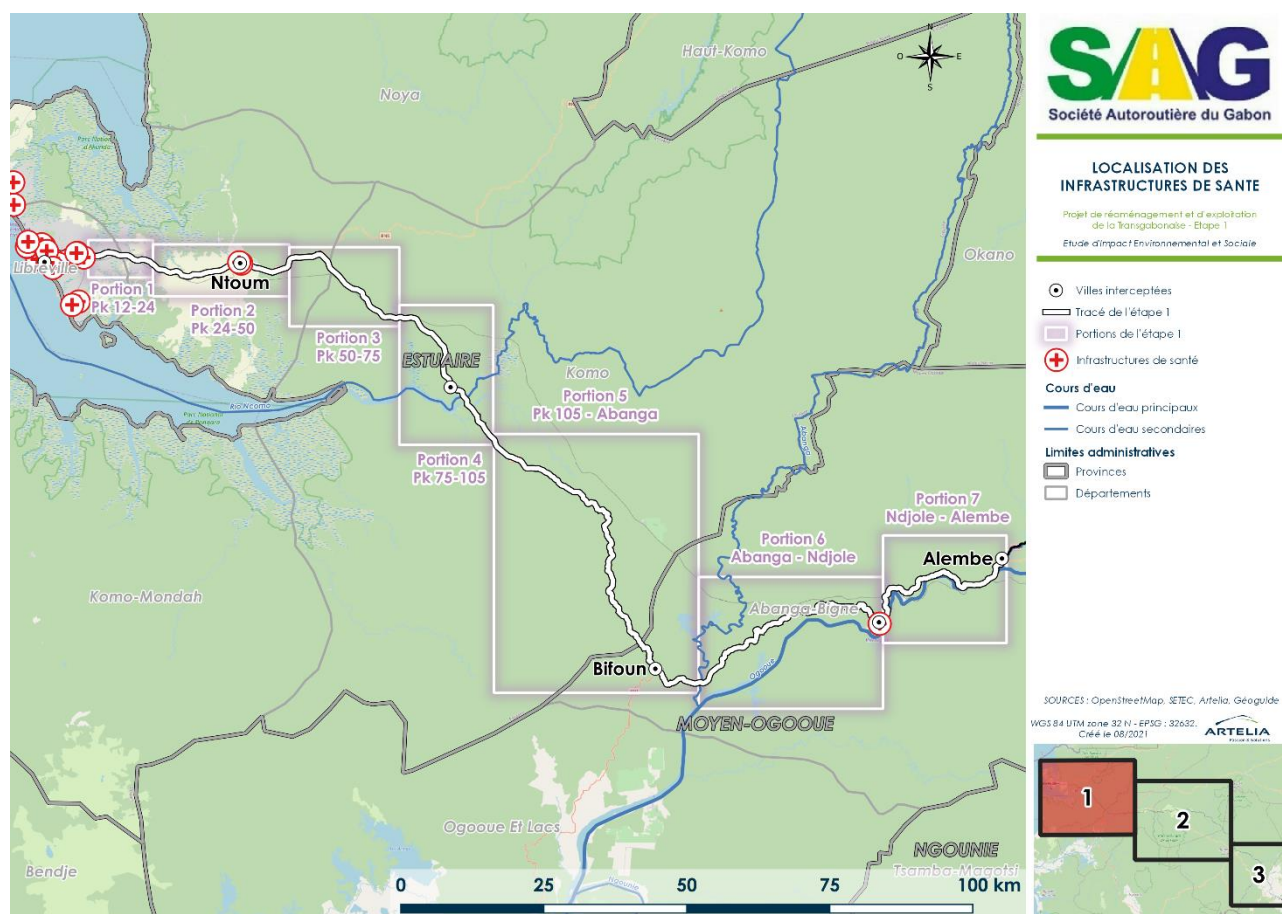 Haut-Komo
Noya
N
O
E
S
Okano
Libreville
Ntoum
Portion 1
Pk 12-24
Portion 2
Pk 24-50
Portion 3
Pk 50-75
ESTUAIRE
Komo
Portion 5
Pk 105 - Abanga
Abanga
Portion 4
Pk 75-105
Portion 7
Ndjole - Alembe
Portion 6
Abanga - Ndjole
Alembe
Komo-Mondah
Abanga-Bigne
Bifoun
Ogooue
MOYEN-OGOOUE
Ogooue Et Lacs
Ngounie
NGOUNIE
Tsamba-Magotsi
Bendje
0
25
50
75
100 km
SAG
Société Autoroutière du Gabon
LOCALISATION DES
INFRASTRUCTURES DE SANTE
Projet de réaménagement et d'exploitation
de la Transgabonaise - Etape 1
Etude d'Impact Environnemental et Sociale
Villes interceptées
Tracé de l'étape 1
Portions de l'étape 1
Infrastructures de santé
Cours d'eau
Cours d'eau principaux
Cours d'eau secondaires
Limites administratives
Provinces
Départements
SOURCES : OpenStreetMap, SETEC, Artelia, Géoguide
WGS 84 UTM zone 32 N - EPSG : 32632,
Créé le 08/2021
ARTELIA
1
2
3